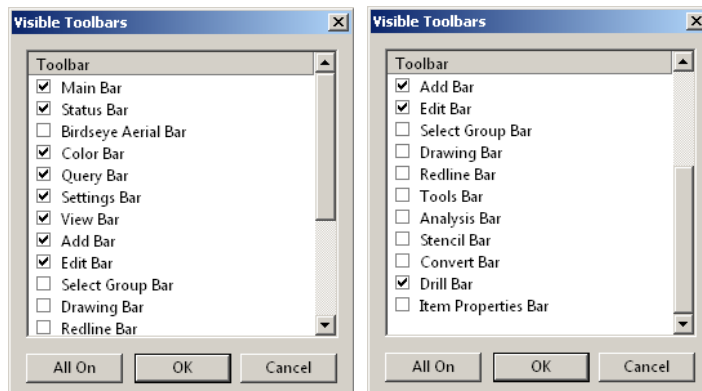 Visible Toolbars
Toolbar
Main Bar
Status Bar
Birdseye Aerial Bar
Color Bar
Query Bar
Settings Bar
View Bar
Add Bar
Edit Bar
Select Group Bar
Drawing Bar
Redline Bar
All On OK Cancel
Visible Toolbars
Toolbar
Add Bar
Edit Bar
Select Group Bar
Drawing Bar
Redline Bar
Tools Bar
Analysis Bar
Stencil Bar
Convert Bar
Drill Bar
Item Properties Bar
All On OK Cancel